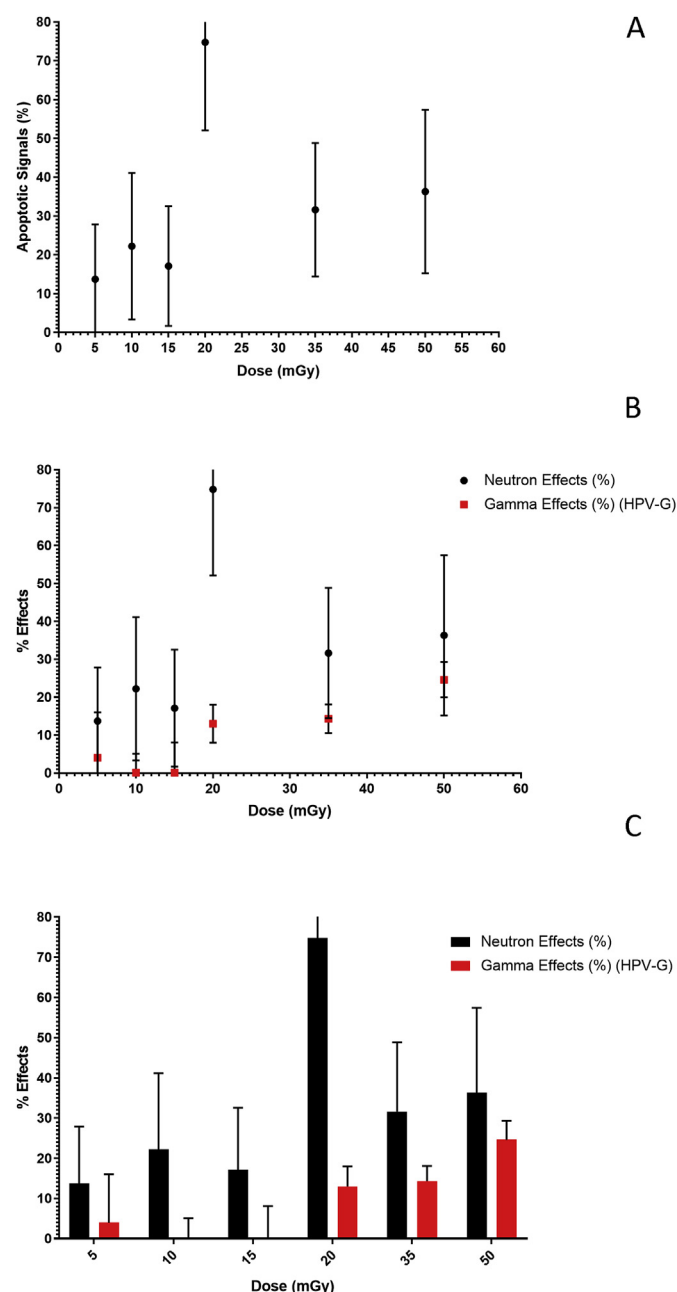 A
80
70
60
50
40
30
20
10
0
Apoptotic Signals (%)
0 5 10 15 20 25 30 35 40 45 50 55 60
Dose (mGy)
B
80
70
60
50
40
30
20
10
0
% Effects
Neutron Effects (%)
Gamma Effects (%) (HPV-G)
0 10 20 30 40 50 60
Dose (mGy)
C
80
70
60
50
40
30
20
10
0
% Effects
Neutron Effects (%)
Gamma Effects (%) (HPV-G)
5 10 15 20 35 50
Dose (mGy)